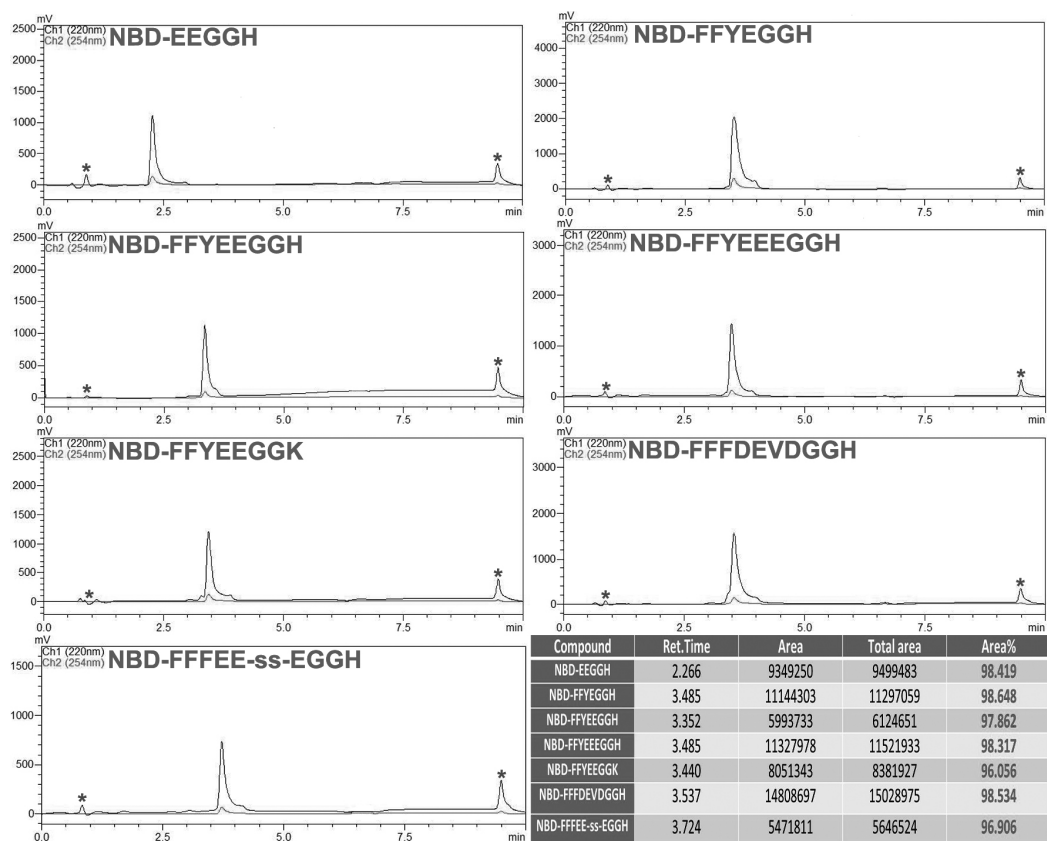 mV
2500
2000
1500
1000
500
0
Ch1 (220nm)
Ch2 (254nm)
NBD-EEGGH
*
*
0.0 2.5 5.0 7.5 min
mV
4000
3000
2000
1000
0
Ch1 (220nm)
Ch2 (254nm)
NBD-FFYEGGH
*
*
0.0 2.5 5.0 7.5 min
mV
2500
2000
1500
1000
500
0
Ch1 (220nm)
Ch2 (254nm)
NBD-FFYEEGGH
*
*
0.0 2.5 5.0 7.5 min
mV
3000
2000
1000
0
Ch1 (220nm)
Ch2 (254nm)
NBD-FFYEEEGGH
*
*
0.0 2.5 5.0 7.5 min
mV
2500
2000
1500
1000
500
0
Ch1 (220nm)
Ch2 (254nm)
NBD-FFYEEGGK
*
*
0.0 2.5 5.0 7.5 min
mV
3000
2000
1000
0
Ch1 (220nm)
Ch2 (254nm)
NBD-FFFDEVDGGH
*
*
0.0 2.5 5.0 7.5 min
mV
1500
1000
500
0
Ch1 (220nm)
Ch2 (254nm)
NBD-FFFEE-ss-EGGH
*
*
0.0 2.5 5.0 7.5 min
Compound Ret.Time Area Total area Area%
NBD-EEGGH 2.266 9349250 9499483 98.419
NBD-FFYEGGH 3.485 11144303 11297059 98.648
NBD-FFYEEGGH 3.352 5993733 6124651 97.862
NBD-FFYEEEGGH 3.485 11327978 11521933 98.317
NBD-FFYEEGGK 3.440 8051343 8381927 96.056
NBD-FFFDEVDGGH 3.537 14808697 15028975 98.534
NBD-FFFEE-ss-EGGH 3.724 5471811 5646524 96.906